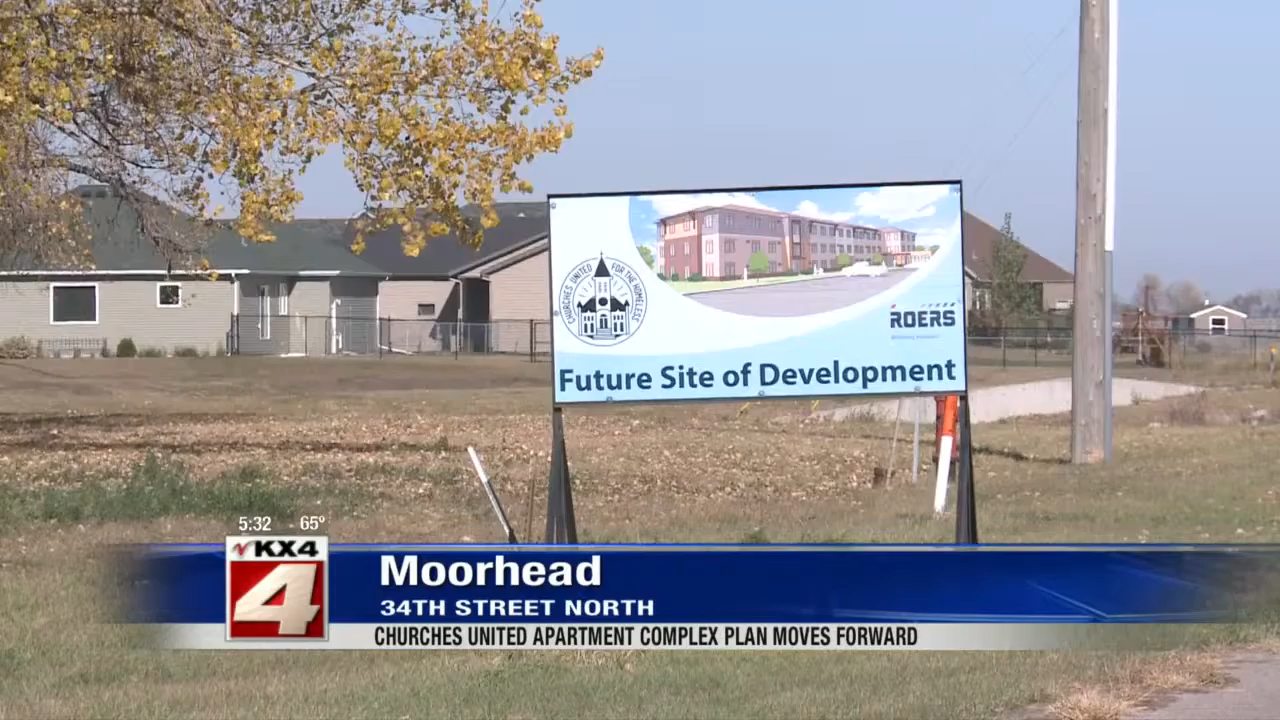 CHURCHES UNITED FOR THE HOMELESS
ROERS
Future Site of Development
5:32 65°
KX4
4
Moorhead
34TH STREET NORTH
CHURCHES UNITED APARTMENT COMPLEX PLAN MOVES FORWARD